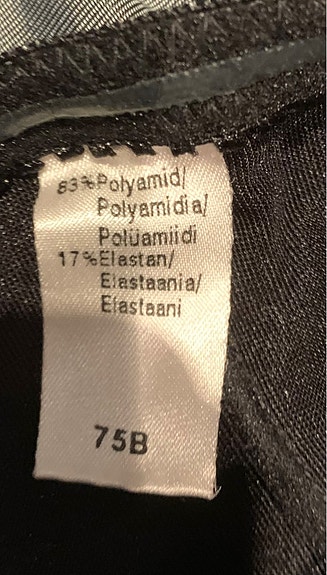 83%Polyamid/
Polyamidia/
Polüamiidi
17%Elastan/
Elastaania/
Elastaani
75B